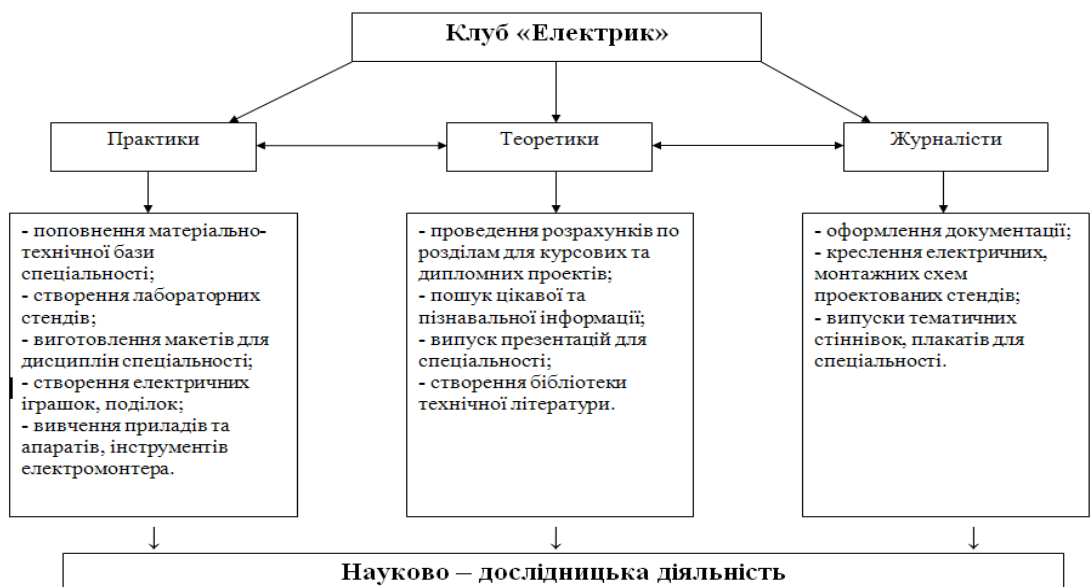 Клуб «Електрик»
Практики
Теоретики
Журналісти
- поповнення матеріально-
технічної бази
спеціальності;
- створення лабораторних
стендів;
- виготовлення макетів для
дисциплін спеціальності;
- створення електричних
іграшок, поділок;
- вивчення приладів та
апаратів, інструментів
електромонтера.
- проведення розрахунків по
розділам для курсових та
дипломних проектів;
- пошук цікавої та
пізнавальної інформації;
- випуск презентацій для
спеціальності;
- створення бібліотеки
технічної літератури.
- оформлення документації;
- креслення електричних,
монтажних схем
проектованих стендів;
- випуски тематичних
стіннівок, плакатів для
спеціальності.
Науково – дослідницька діяльність